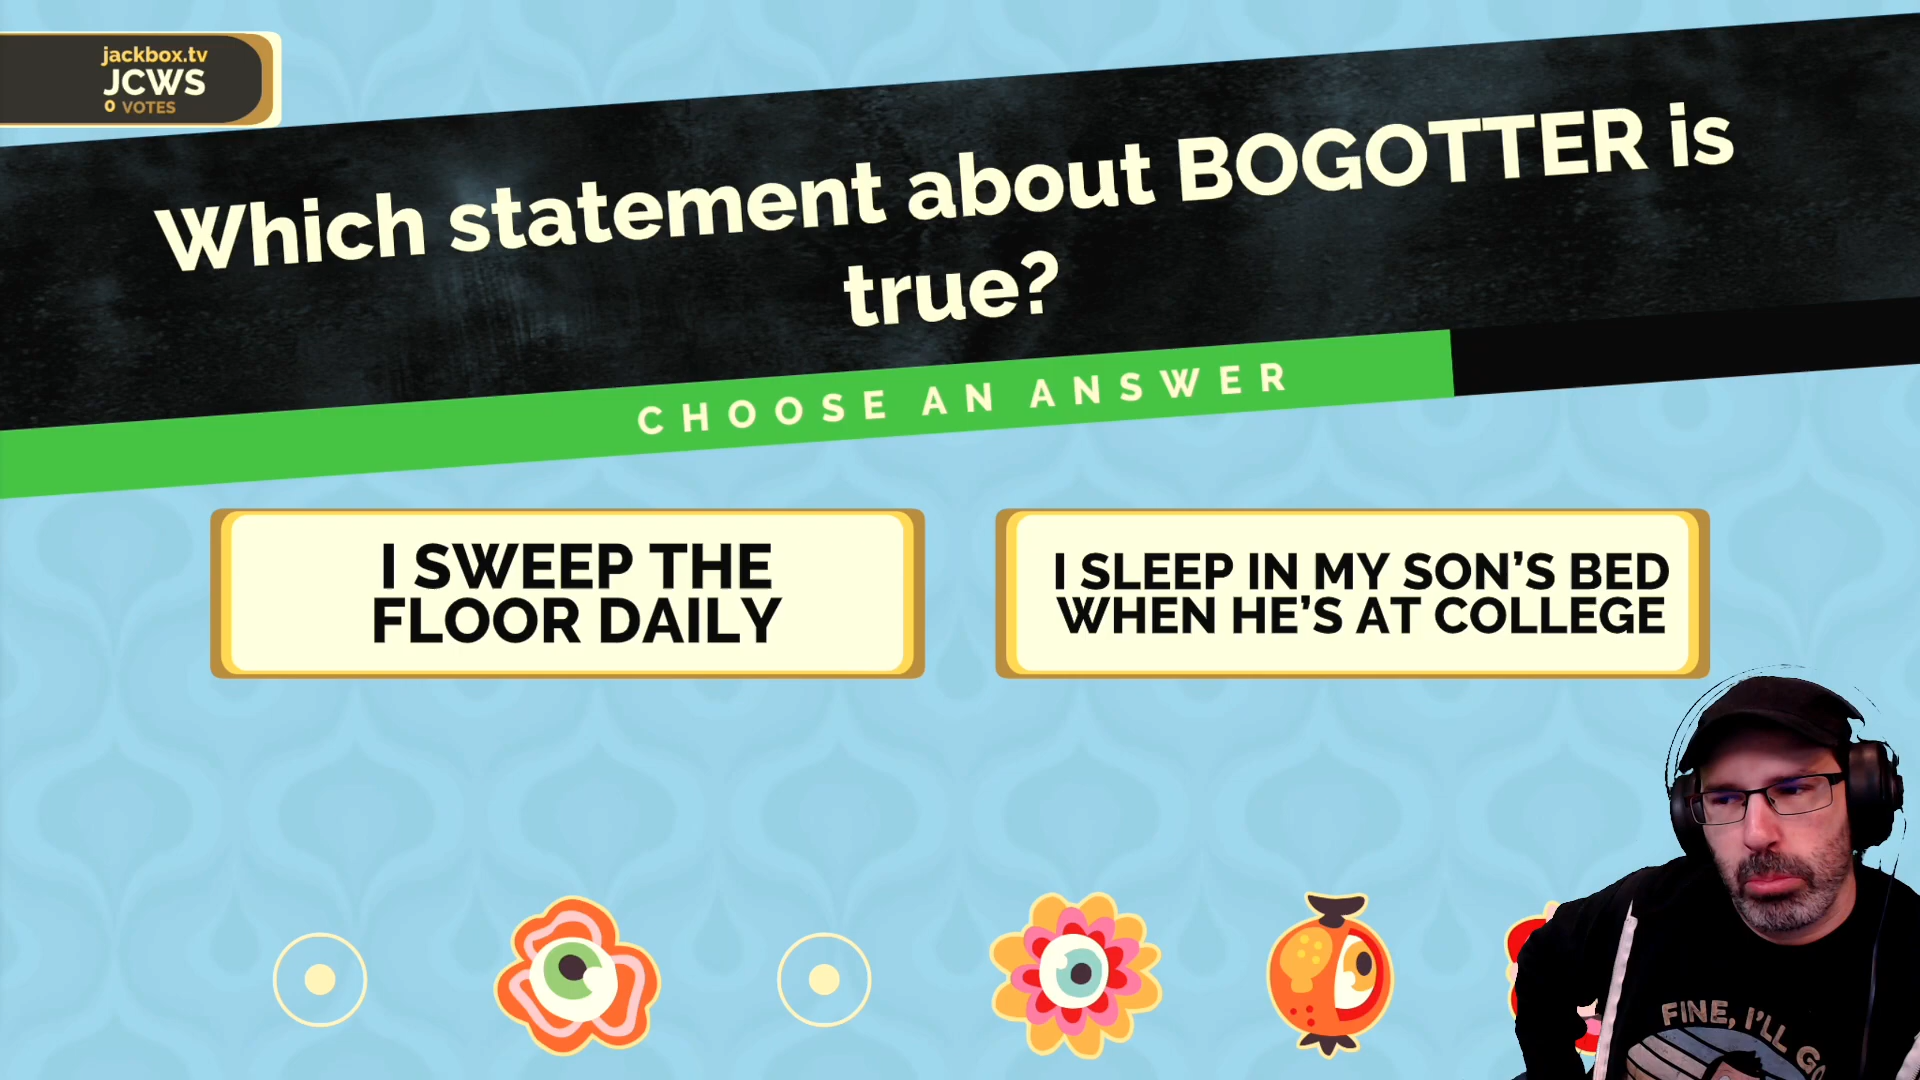 jackbox.tv
JCWS
0 VOTES
Which statement about BOGOTTER is
true?
CHOOSE AN ANSWER
I SWEEP THE
FLOOR DAILY
I SLEEP IN MY SON'S BED
WHEN HE'S AT COLLEGE
FINE, I'LL GO